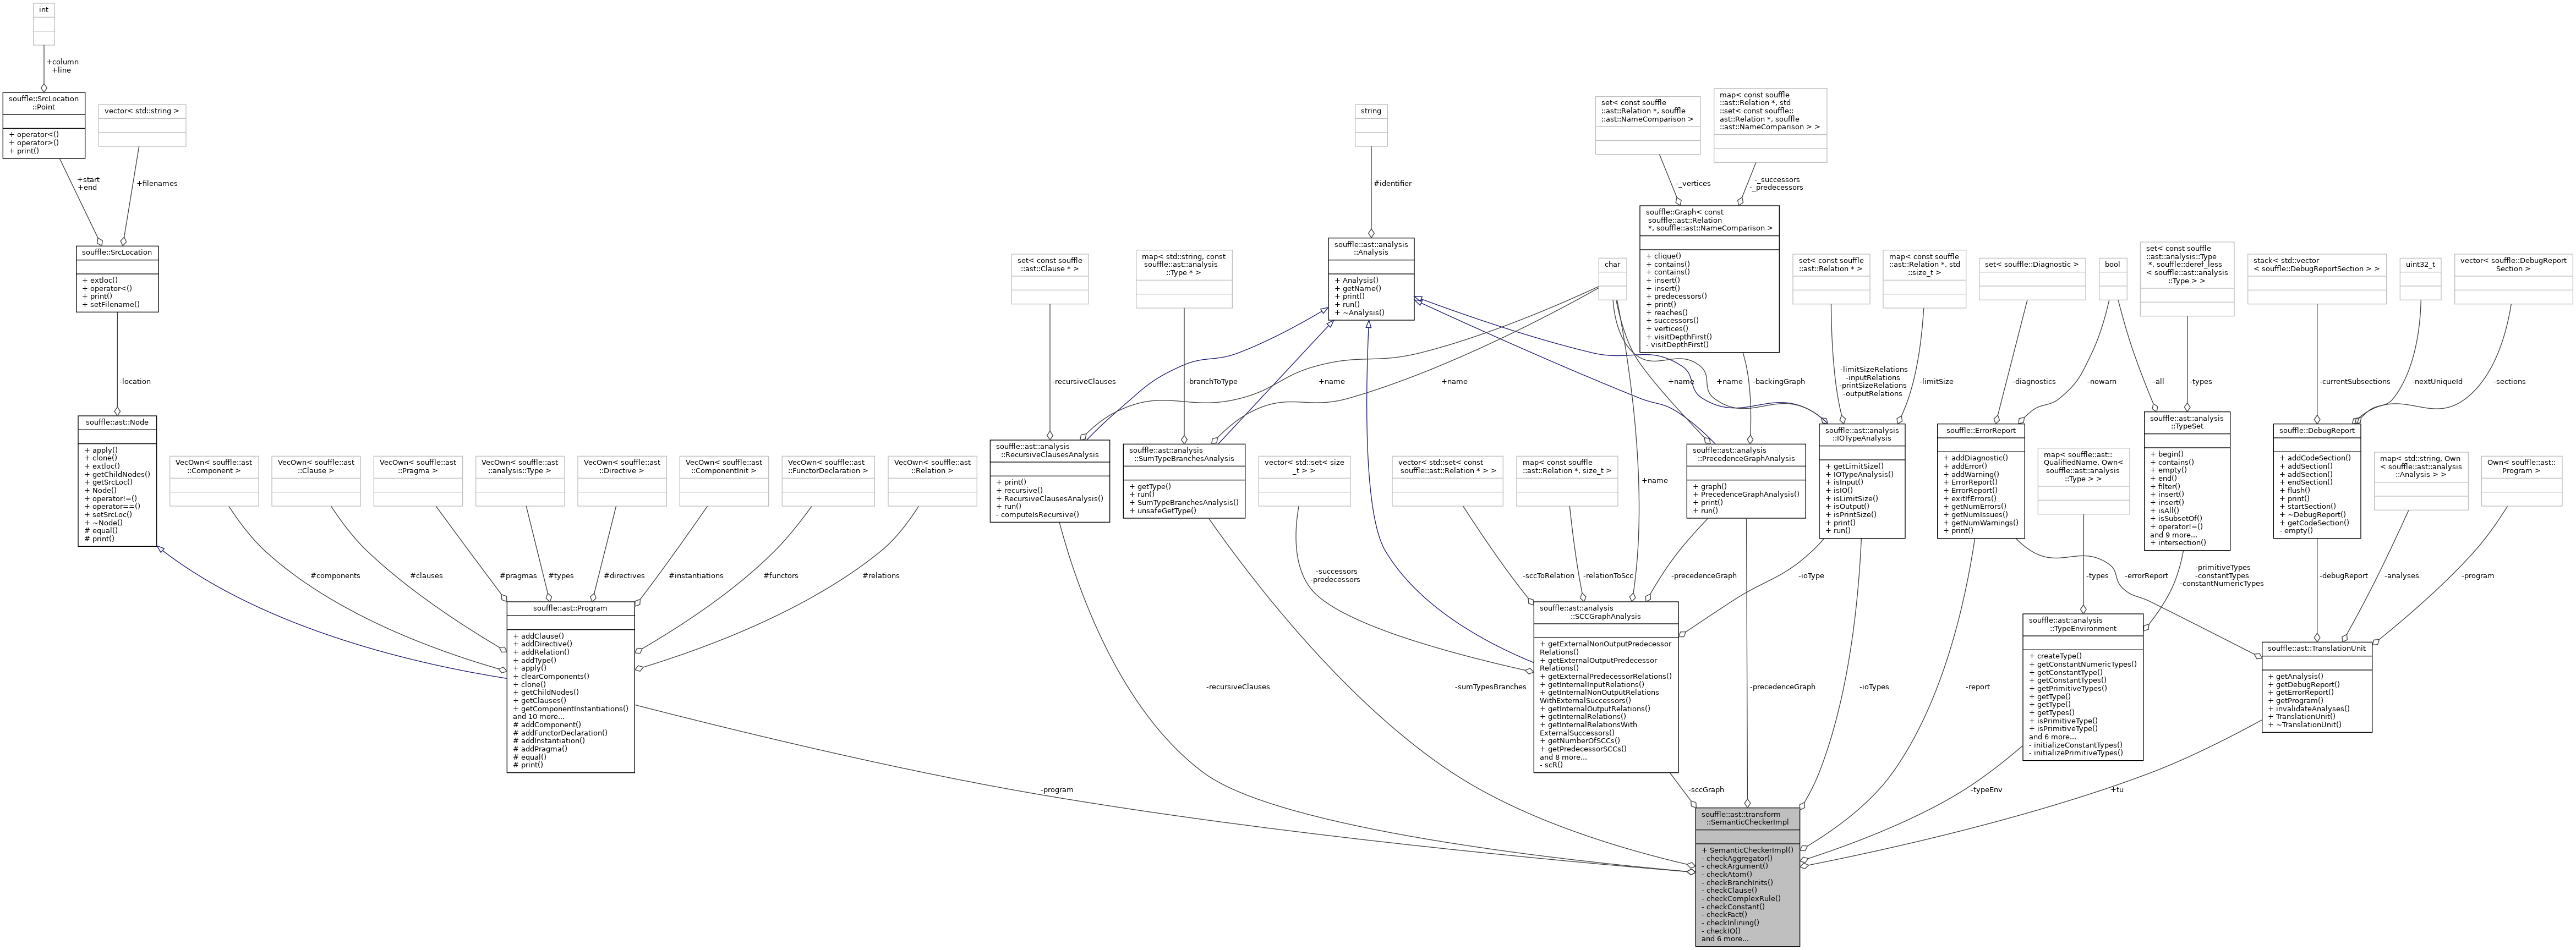 int
+column
+line
souffle::SrcLocation
::Point
+ operator<()
+ operator>()
+ print()
vector< std::string >
+start
+end
+filenames
souffle::SrcLocation
+ extloc()
+ operator<()
+ print()
+ setFilename()
-location
souffle::ast::Node
+ apply()
+ clone()
+ extloc()
+ getChildNodes()
+ getSrcLoc()
+ Node()
+ operator!=()
+ operator==()
+ setSrcLoc()
+ ~Node()
# equal()
# print()
VecOwn< souffle::ast
::Component >
VecOwn< souffle::ast
::Clause >
VecOwn< souffle::ast
::Pragma >
VecOwn< souffle::ast
::analysis::Type >
VecOwn< souffle::ast
::Directive >
VecOwn< souffle::ast
::ComponentInit >
VecOwn< souffle::ast
::FunctorDeclaration >
VecOwn< souffle::ast
::Relation >
#components
#clauses
#pragmas
#types
#directives
#instantiations
#functors
#relations
souffle::ast::Program
+ addClause()
+ addDirective()
+ addRelation()
+ addType()
+ apply()
+ clearComponents()
+ clone()
+ getChildNodes()
+ getClauses()
+ getComponentInstantiations()
and 10 more...
# addComponent()
# addFunctorDeclaration()
# addInstantiation()
# addPragma()
# equal()
# print()
-program
string
#identifier
souffle::ast::analysis
::Analysis
+ Analysis()
+ getName()
+ print()
+ run()
+ ~Analysis()
set< const souffle
::ast::Clause * >
-recursiveClauses
map< std::string, const
souffle::ast::analysis
::Type * >
-branchToType
+name
+name
souffle::ast::analysis
::RecursiveClausesAnalysis
+ print()
+ recursive()
+ RecursiveClausesAnalysis()
+ run()
- computeIsRecursive()
-recursiveClauses
souffle::ast::analysis
::SumTypeBranchesAnalysis
+ getType()
+ run()
+ SumTypeBranchesAnalysis()
+ unsafeGetType()
-sumTypesBranches
vector< std::set< size
_t > >
-successors
-predecessors
vector< std::set< const
souffle::ast::Relation * > >
-sccToRelation
map< const souffle
::ast::Relation *, size_t >
-relationToScc
set< const souffle
::ast::Relation *, souffle
::ast::NameComparison >
-_vertices
map< const souffle
::ast::Relation *, std
::set< const souffle::
ast::Relation *, souffle
::ast::NameComparison > >
-_successors
-_predecessors
souffle::Graph< const
souffle::ast::Relation
*, souffle::ast::NameComparison >
+ clique()
+ contains()
+ contains()
+ insert()
+ insert()
+ predecessors()
+ print()
+ reaches()
+ successors()
+ vertices()
+ visitDepthFirst()
- visitDepthFirst()
char
+name
+name
+name
-backingGraph
souffle::ast::analysis
::PrecedenceGraphAnalysis
+ graph()
+ PrecedenceGraphAnalysis()
+ print()
+ run()
-precedenceGraph
-precedenceGraph
souffle::ast::analysis
::SCCGraphAnalysis
+ getExternalNonOutputPredecessor
Relations()
+ getExternalOutputPredecessor
Relations()
+ getExternalPredecessorRelations()
+ getInternalInputRelations()
+ getInternalNonOutputRelations
WithExternalSuccessors()
+ getInternalOutputRelations()
+ getInternalRelations()
+ getInternalRelationsWith
ExternalSuccessors()
+ getNumberOfSCCs()
+ getPredecessorSCCs()
and 8 more...
- scR()
-sccGraph
set< const souffle
::ast::Relation * >
-limitSizeRelations
-inputRelations
-printSizeRelations
-outputRelations
map< const souffle
::ast::Relation *, std
::size_t >
-limitSize
souffle::ast::analysis
::IOTypeAnalysis
+ getLimitSize()
+ IOTypeAnalysis()
+ isInput()
+ isIO()
+ isLimitSize()
+ isOutput()
+ isPrintSize()
+ print()
+ run()
-ioType
-ioTypes
set< souffle::Diagnostic >
-diagnostics
bool
-nowarn
-all
souffle::ErrorReport
+ addDiagnostic()
+ addError()
+ addWarning()
+ ErrorReport()
+ ErrorReport()
+ exitIfErrors()
+ getNumErrors()
+ getNumIssues()
+ getNumWarnings()
+ print()
-report
-errorReport
set< const souffle
::ast::analysis::Type
*, souffle::deref_less
< souffle::ast::analysis
::Type > >
-types
souffle::ast::analysis
::TypeSet
+ begin()
+ contains()
+ empty()
+ end()
+ filter()
+ insert()
+ insert()
+ isAll()
+ isSubsetOf()
+ operator!=()
and 9 more...
+ intersection()
map< souffle::ast::
QualifiedName, Own<
souffle::ast::analysis
::Type > >
-types
-primitiveTypes
-constantTypes
-constantNumericTypes
souffle::ast::analysis
::TypeEnvironment
+ createType()
+ getConstantNumericTypes()
+ getConstantType()
+ getConstantTypes()
+ getPrimitiveTypes()
+ getType()
+ getType()
+ getTypes()
+ isPrimitiveType()
+ isPrimitiveType()
and 6 more...
- initializeConstantTypes()
- initializePrimitiveTypes()
-typeEnv
stack< std::vector
< souffle::DebugReportSection > >
-currentSubsections
uint32_t
-nextUniqueId
vector< souffle::DebugReport
Section >
-sections
souffle::DebugReport
+ addCodeSection()
+ addSection()
+ addSection()
+ endSection()
+ flush()
+ print()
+ startSection()
+ ~DebugReport()
+ getCodeSection()
- empty()
-debugReport
map< std::string, Own
< souffle::ast::analysis
::Analysis > >
-analyses
Own< souffle::ast::
Program >
-program
souffle::ast::TranslationUnit
+ getAnalysis()
+ getDebugReport()
+ getErrorReport()
+ getProgram()
+ invalidateAnalyses()
+ TranslationUnit()
+ ~TranslationUnit()
+tu
souffle::ast::transform
::SemanticCheckerImpl
+ SemanticCheckerImpl()
- checkAggregator()
- checkArgument()
- checkAtom()
- checkBranchInits()
- checkClause()
- checkComplexRule()
- checkConstant()
- checkFact()
- checkInlining()
- checkIO()
and 6 more...